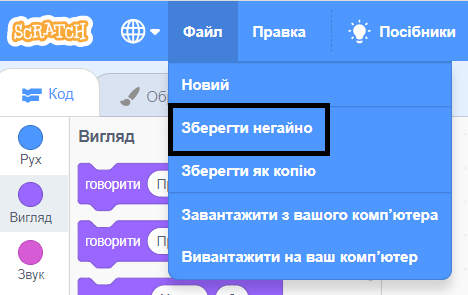 SCRATCH Файл Правка Посібники
Код
Новий
Зберегти негайно
Зберегти як копію
Завантажити з вашого комп'ютера
Вивантажити на ваш комп'ютер
Рух
Вигляд
Звук
Вигляд
говорити
говорити